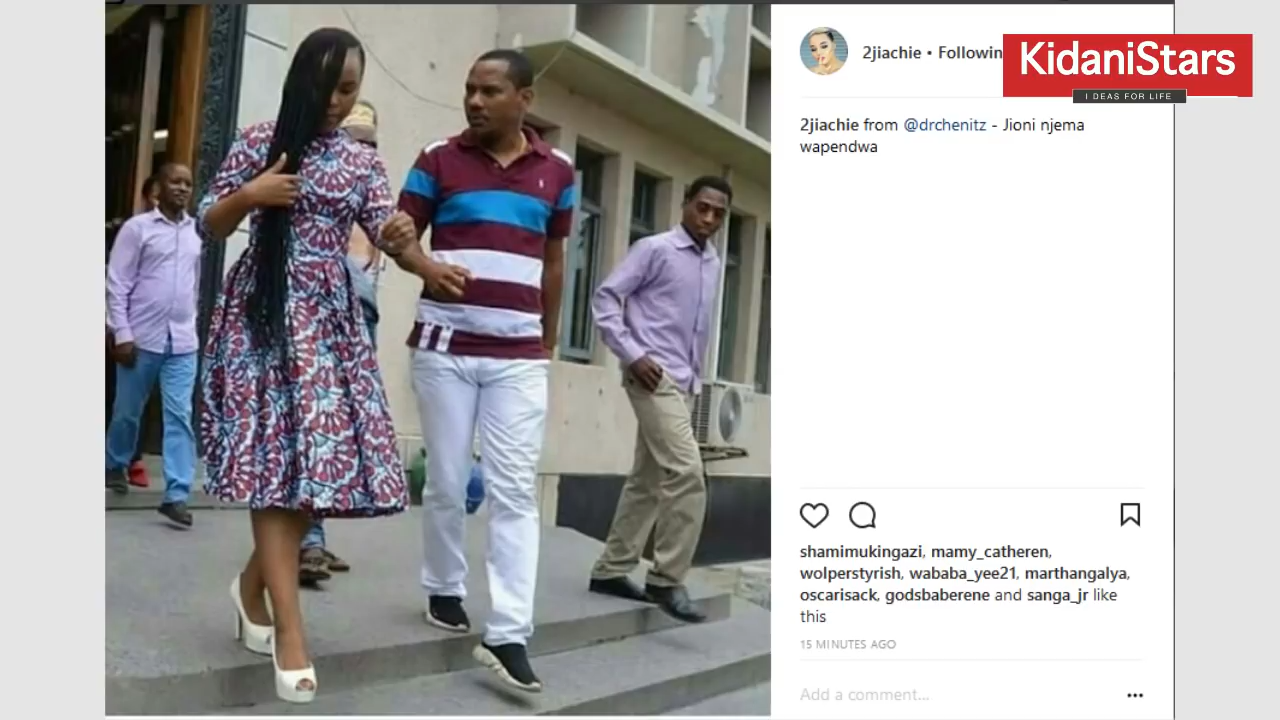 2jiachie • Followin
KidaniStars
I DEAS FOR LIFE
2jiachie from @drchenitz - Jioni njema
wapendwa
shamimukingazi, mamy_catheren,
wolperstyrish, wababa_yee21, marthangalya,
oscarisack, godsbaberene and sanga_jr like
this
15 MINUTES AGO
Add a comment...